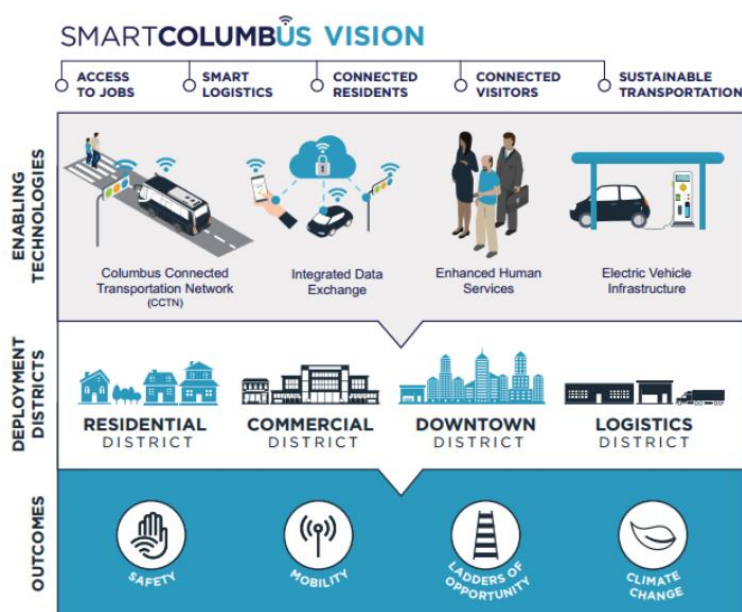 SMARTCOLUMBUS VISION
ACCESS
TO JOBS
SMART
LOGISTICS
CONNECTED
RESIDENTS
CONNECTED
VISITORS
SUSTAINABLE
TRANSPORTATION
ENABLING
TECHNOLOGIES
Columbus Connected
Transportation Network
(CCTN)
Integrated Data
Exchange
Enhanced Human
Services
Electric Vehicle
Infrastructure
DEPLOYMENT
DISTRICTS
RESIDENTIAL
DISTRICT
COMMERCIAL
DISTRICT
DOWNTOWN
DISTRICT
LOGISTICS
DISTRICT
OUTCOMES
SAFETY
MOBILITY
LADDERS OF
OPPORTUNITY
CLIMATE
CHANGE